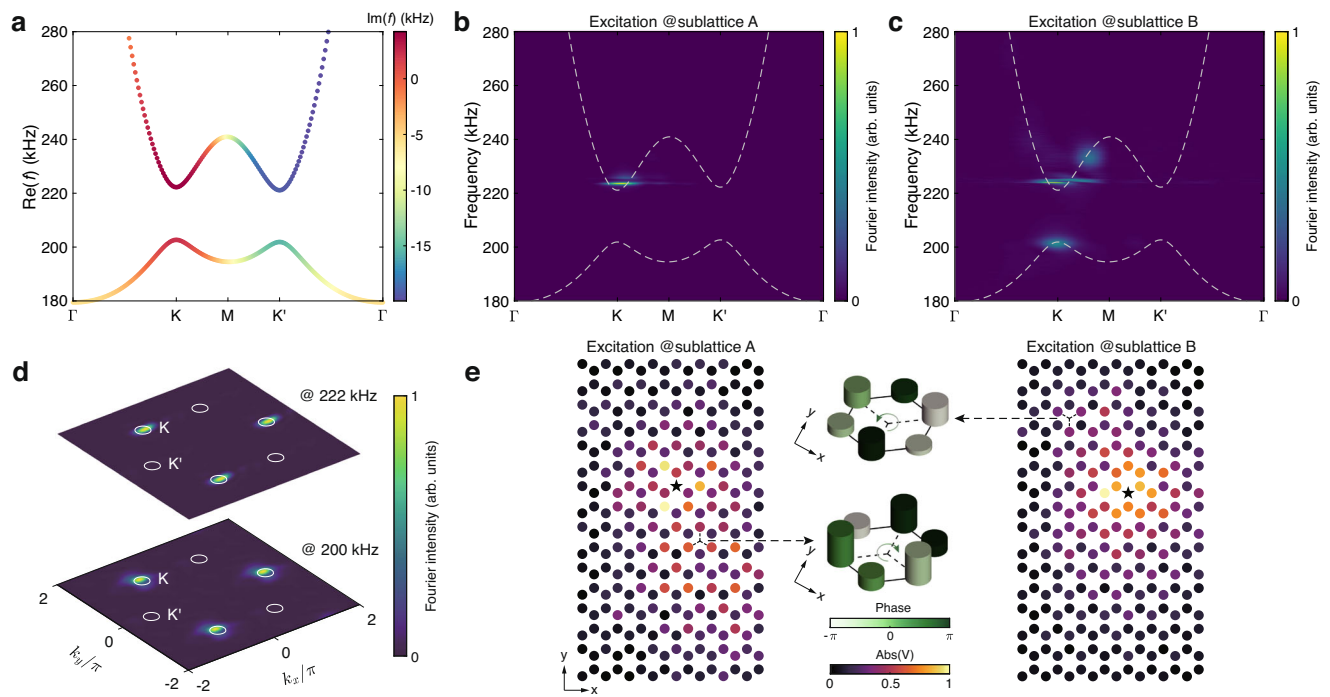 a
Im(f) (kHz)
280
260
240
220
200
180
Re(f) (kHz)
Γ K M K' Γ
0
-5
-10
-15
b
Excitation @sublattice A
280
260
240
220
200
180
Frequency (kHz)
Γ K M K' Γ
1
0
Fourier intensity (arb. units)
c
Excitation @sublattice B
280
260
240
220
200
180
Frequency (kHz)
Γ K M K' Γ
1
0
Fourier intensity (arb. units)
d
@ 222 kHz
K
K'
@ 200 kHz
K
K'
2
0
-2
k_y/π
-2
0
2
k_x/π
1
0
Fourier intensity (arb. units)
e
Excitation @sublattice A
y
x
y
x
y
x
Phase
-π 0 π
Abs(V)
0 0.5 1
Excitation @sublattice B